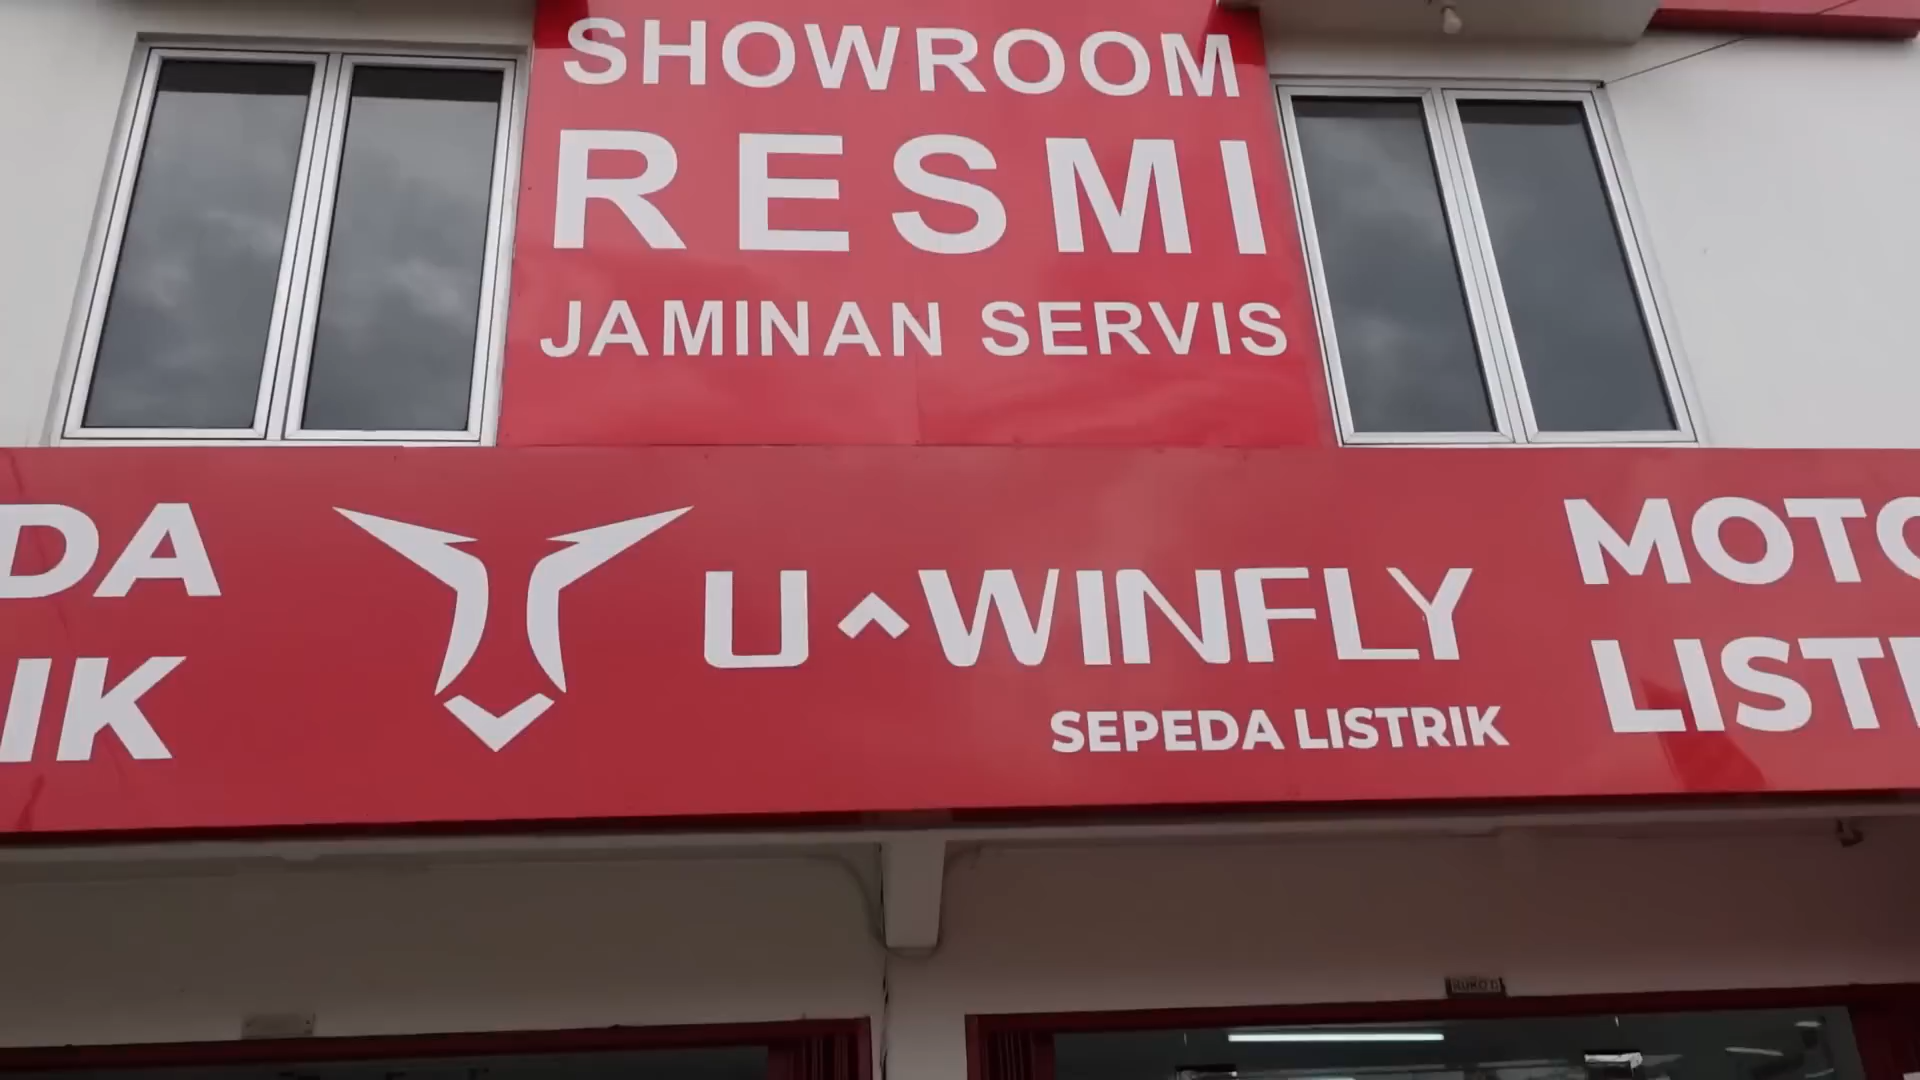 SHOWROOM
RESMI
JAMINAN SERVIS
DA
IK
U^WINFLY
SEPEDA LISTRIK
MOTO
LISTR